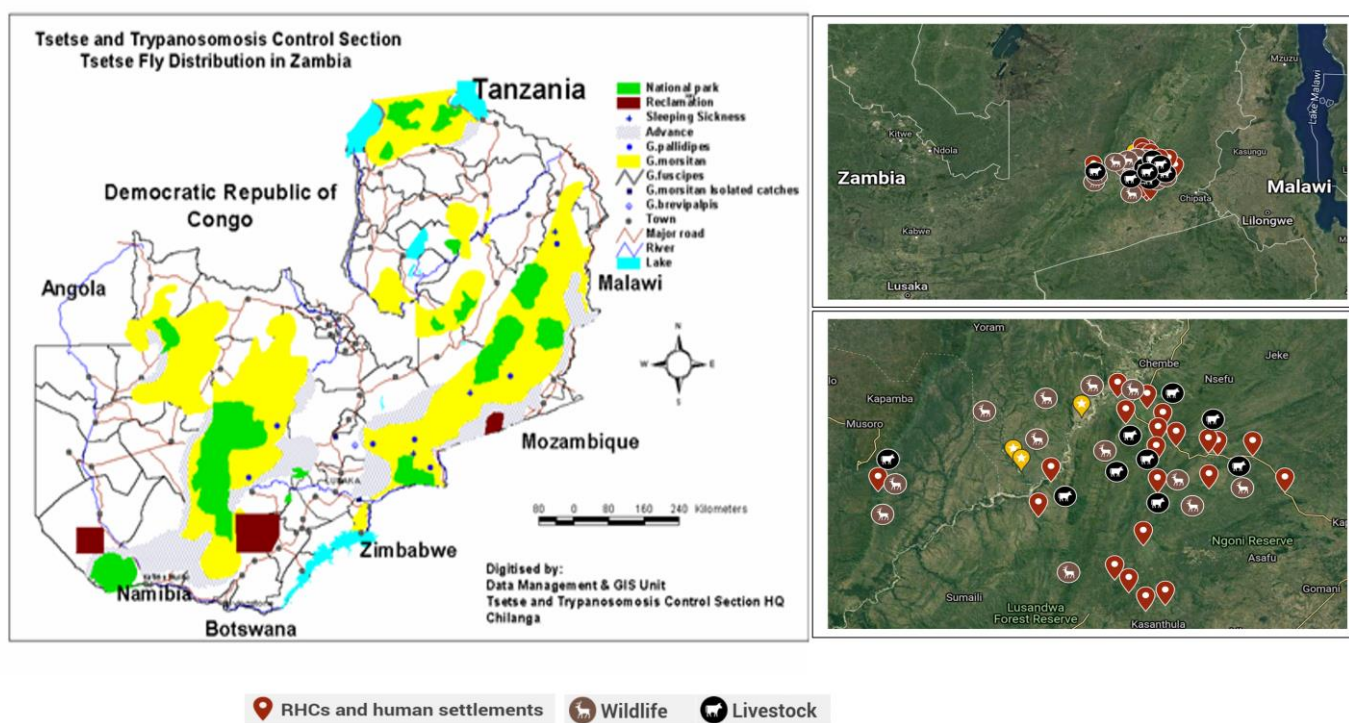 Tsetse and Trypanosomosis Control Section
Tsetse Fly Distribution in Zambia
Tanzania
National park
Reclamation
Sleeping Sickness
Advance
G.pallidipes
G.morsitan
G.fuscipes
G.morsitan Isolated catches
G.brevipalpis
Town
Major road
River
Lake
Democratic Republic of
Congo
Angola
Malawi
N
W E
S
Mozambique
LUSAKA
80 0 80 160 240 Kilometers
Zimbabwe
Namibia
Botswana
Digitised by:
Data Management & GIS Unit
Tsetse and Trypanosomosis Control Section HQ
Chilanga
Mzuzu
Lake Malawi
Kitwe
Ndola
Kasungu
Zambia
Malawi
Chipata
Lilongwe
Kabwe
Lusaka
Yoram
Chembe
Jeke
Nsefu
Kapamba
Musoro
Ngoni Reserve
Asafu
Gomani
Sumaili
Lusandwa
Forest Reserve
Kasanthula
RHCs and human settlements
Wildlife
Livestock